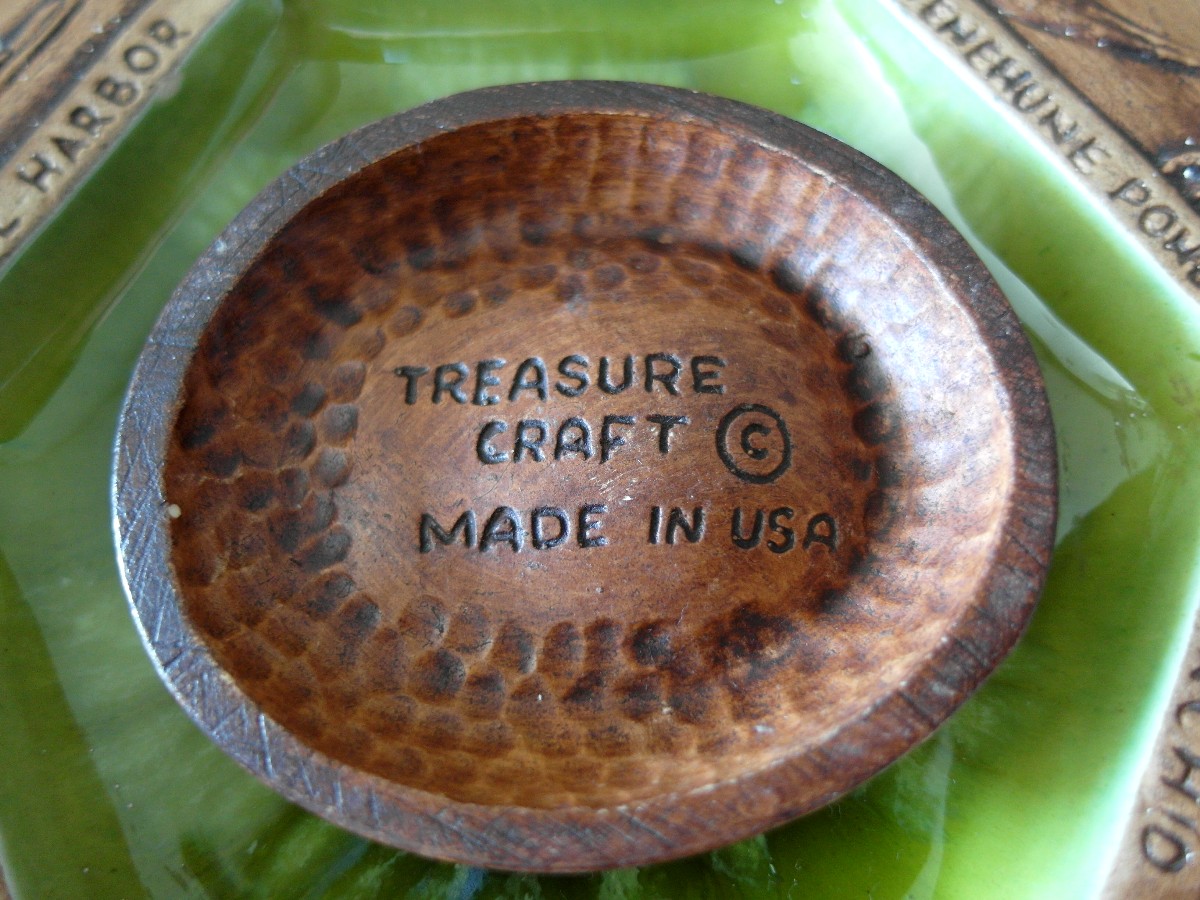 HARBOR
TREASURE
CRAFT ©
MADE IN USA